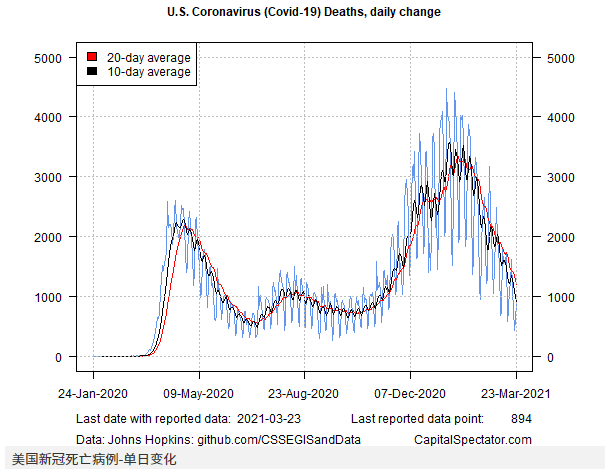 U.S. Coronavirus (Covid-19) Deaths, daily change
20-day average
10-day average
5000 5000
4000 4000
3000 3000
2000 2000
1000 1000
0 0
24-Jan-2020 09-May-2020 23-Aug-2020 07-Dec-2020 23-Mar-2021
Last date with reported data: 2021-03-23 Last reported data point: 894
Data: Johns Hopkins: github.com/CSSEGISandData CapitalSpectator.com
美国新冠死亡病例-单日变化